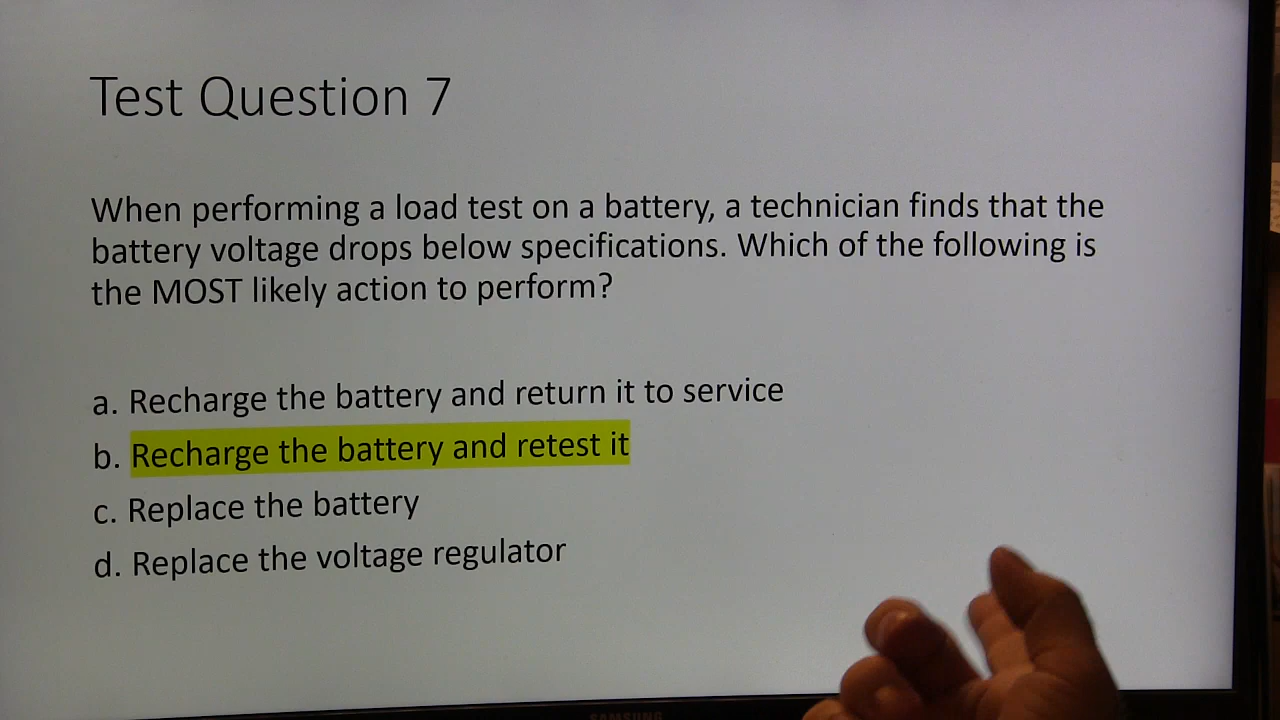 Test Question 7
When performing a load test on a battery, a technician finds that the
battery voltage drops below specifications. Which of the following is
the MOST likely action to perform?
a. Recharge the battery and return it to service
b. Recharge the battery and retest it
c. Replace the battery
d. Replace the voltage regulator
SAMSUNG